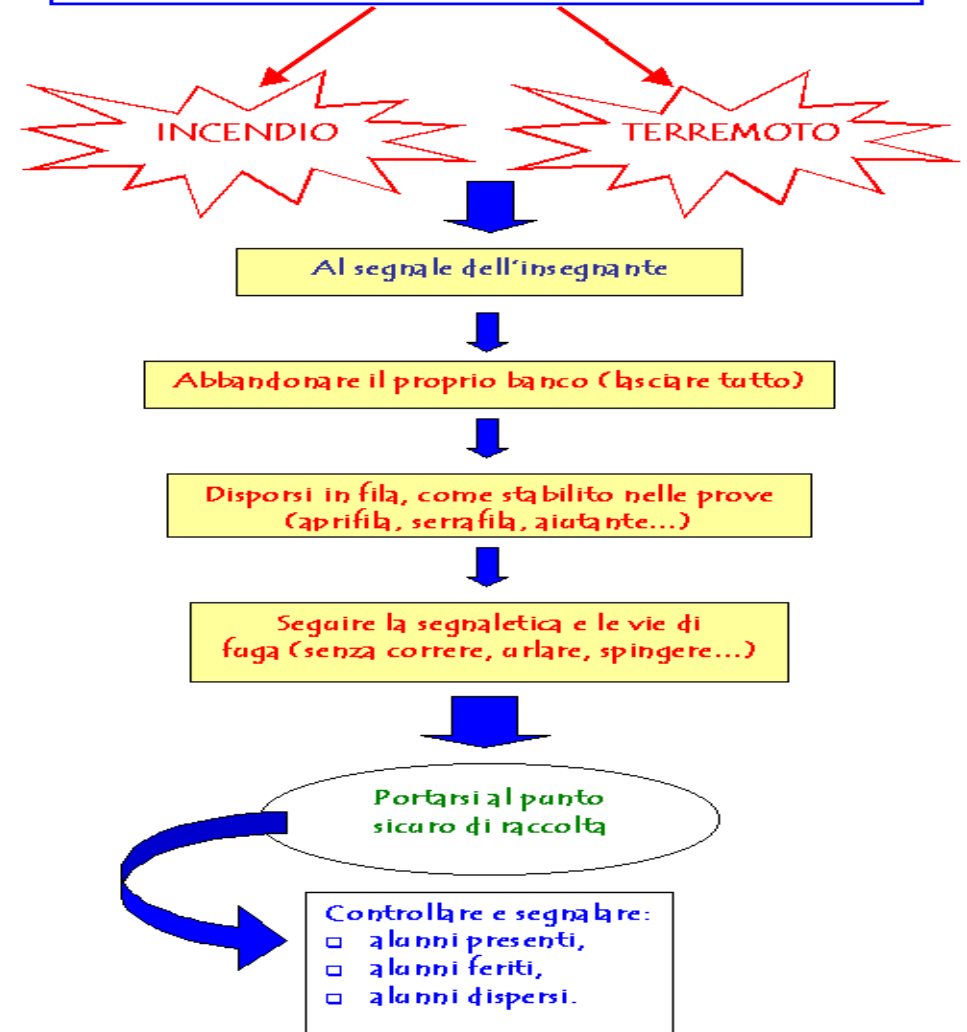 INCENDIO
TERREMOTO
Al segnale dell'insegnante
Abbandonare il proprio banco (lasciare tutto)
Disporsi in fila, come stabilito nelle prove
(aprifila, serrafila, aiutante...)
Seguire la segnaletica e le vie di
fuga (senza correre, urlare, spingere...)
Portarsi al punto
sicuro di raccolta
Controllare e segnalare:
alunni presenti,
alunni feriti,
alunni dispersi.